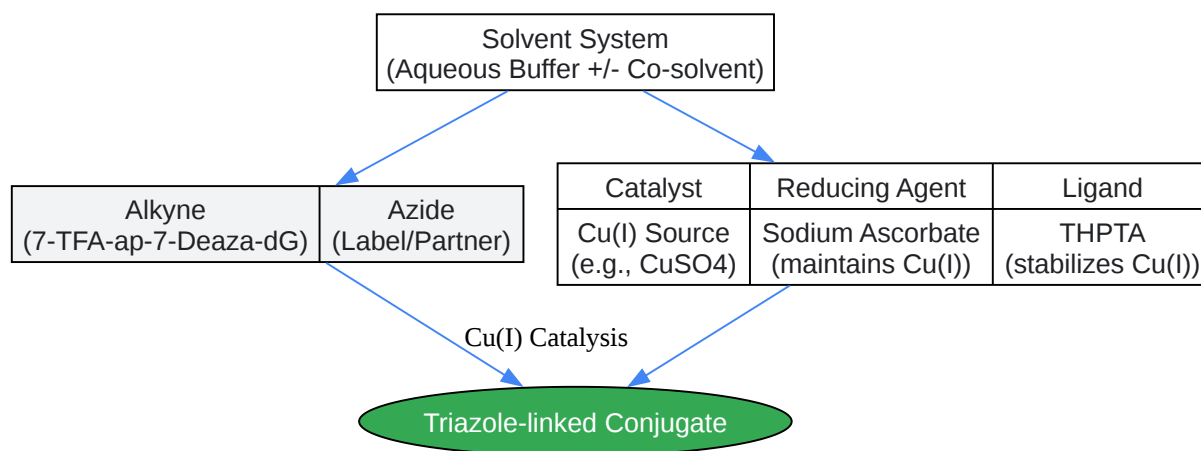 Solvent System
(Aqueous Buffer +/- Co-solvent)
Alkyne
(7-TFA-ap-7-Deaza-dG)
Azide
(Label/Partner)
Catalyst
Reducing Agent
Ligand
Cu(I) Source
(e.g., CuSO4)
Sodium Ascorbate
(maintains Cu(I))
THPTA
(stabilizes Cu(I))
Cu(I) Catalysis
Triazole-linked Conjugate